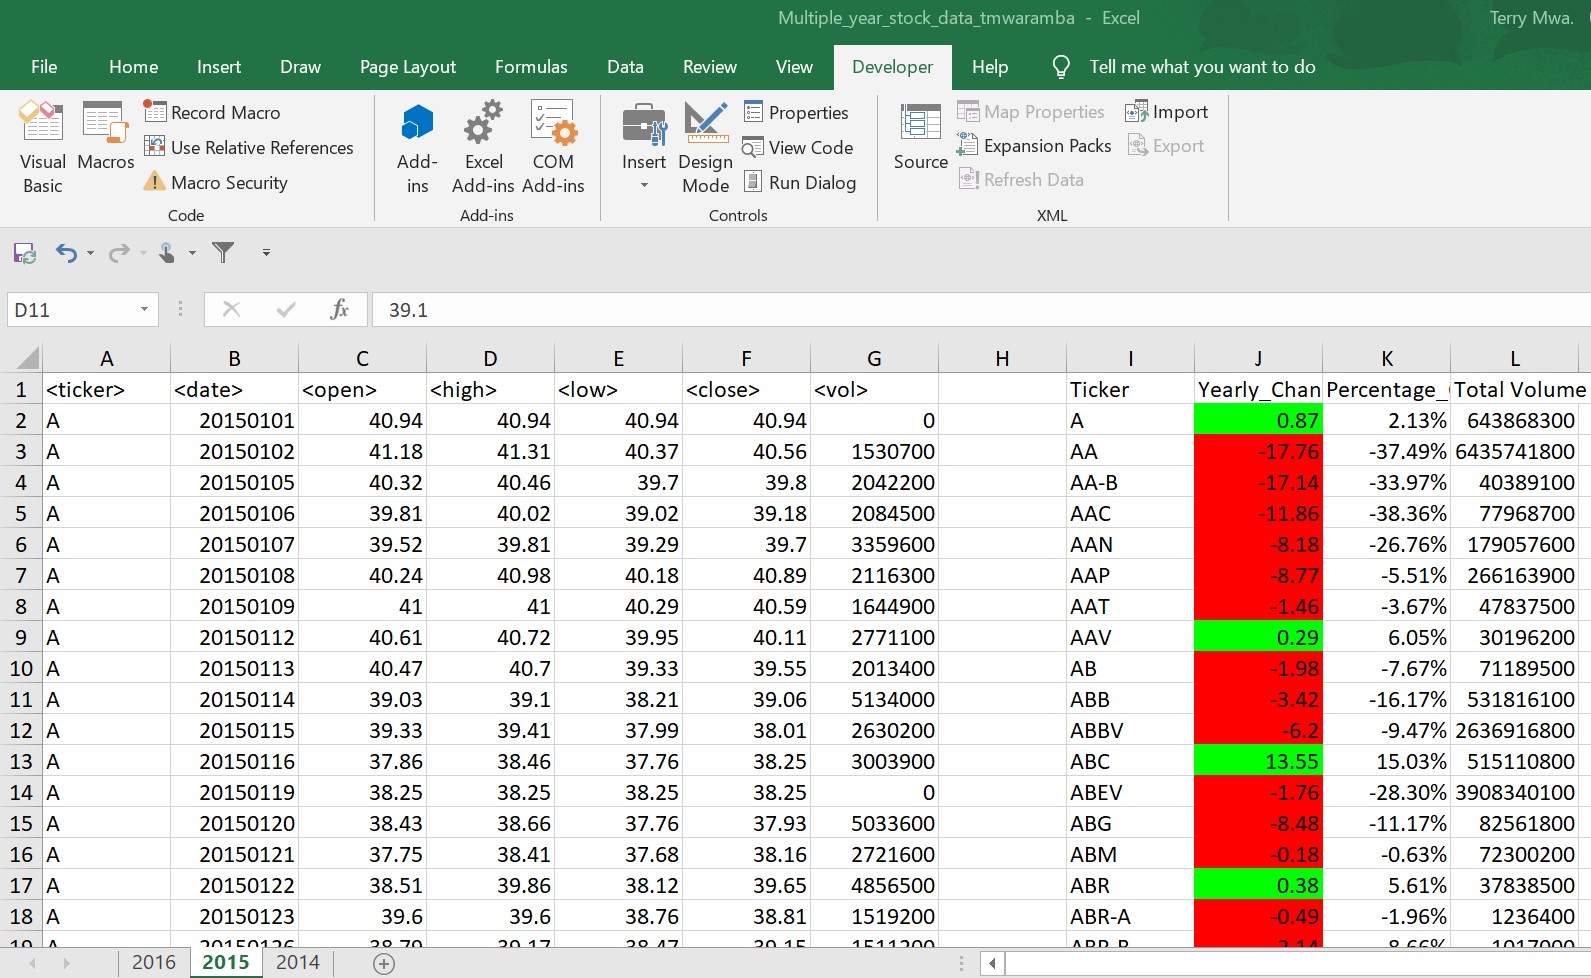 Multiple_year_stock_data_tmwaramba - Excel Terry Mwa.
File Home Insert Draw Page Layout Formulas Data Review View Developer Help Tell me what you want to do
Visual Basic
Macros
Record Macro
Use Relative References
Macro Security
Code
Add-ins
Excel Add-ins
COM Add-ins
Add-ins
Insert
Design Mode
Properties
View Code
Run Dialog
Controls
Source
Map Properties
Expansion Packs
Refresh Data
Import
Export
XML
D11 fx 39.1
A B C D E F G H I J K L
1 <ticker> <date> <open> <high> <low> <close> <vol> Ticker Yearly_Chan Percentage_ Total Volume
2 A 20150101 40.94 40.94 40.94 40.94 0 A 0.87 2.13% 643868300
3 A 20150102 41.18 41.31 40.37 40.56 1530700 AA -17.76 -37.49% 6435741800
4 A 20150105 40.32 40.46 39.7 39.8 2042200 AA-B -17.14 -33.97% 40389100
5 A 20150106 39.81 40.02 39.02 39.18 2084500 AAC -11.86 -38.36% 77968700
6 A 20150107 39.52 39.81 39.29 39.7 3359600 AAN -8.18 -26.76% 179057600
7 A 20150108 40.24 40.98 40.18 40.89 2116300 AAP -8.77 -5.51% 266163900
8 A 20150109 41 41 40.29 40.59 1644900 AAT -1.46 -3.67% 47837500
9 A 20150112 40.61 40.72 39.95 40.11 2771100 AAV 0.29 6.05% 30196200
10 A 20150113 40.47 40.7 39.33 39.55 2013400 AB -1.98 -7.67% 71189500
11 A 20150114 39.03 39.1 38.21 39.06 5134000 ABB -3.42 -16.17% 531816100
12 A 20150115 39.33 39.41 37.99 38.01 2630200 ABBV -6.2 -9.47% 2636916800
13 A 20150116 37.86 38.46 37.76 38.25 3003900 ABC 13.55 15.03% 515110800
14 A 20150119 38.25 38.25 38.25 38.25 0 ABEV -1.76 -28.30% 3908340100
15 A 20150120 38.43 38.66 37.76 37.93 5033600 ABG -8.48 -11.17% 82561800
16 A 20150121 37.75 38.41 37.68 38.16 2721600 ABM -0.18 -0.63% 72300200
17 A 20150122 38.51 39.86 38.12 39.65 4856500 ABR 0.38 5.61% 37838500
18 A 20150123 39.6 39.6 38.76 38.81 1519200 ABR-A -0.49 -1.96% 1236400
19 A 20150126
2016 2015 2014